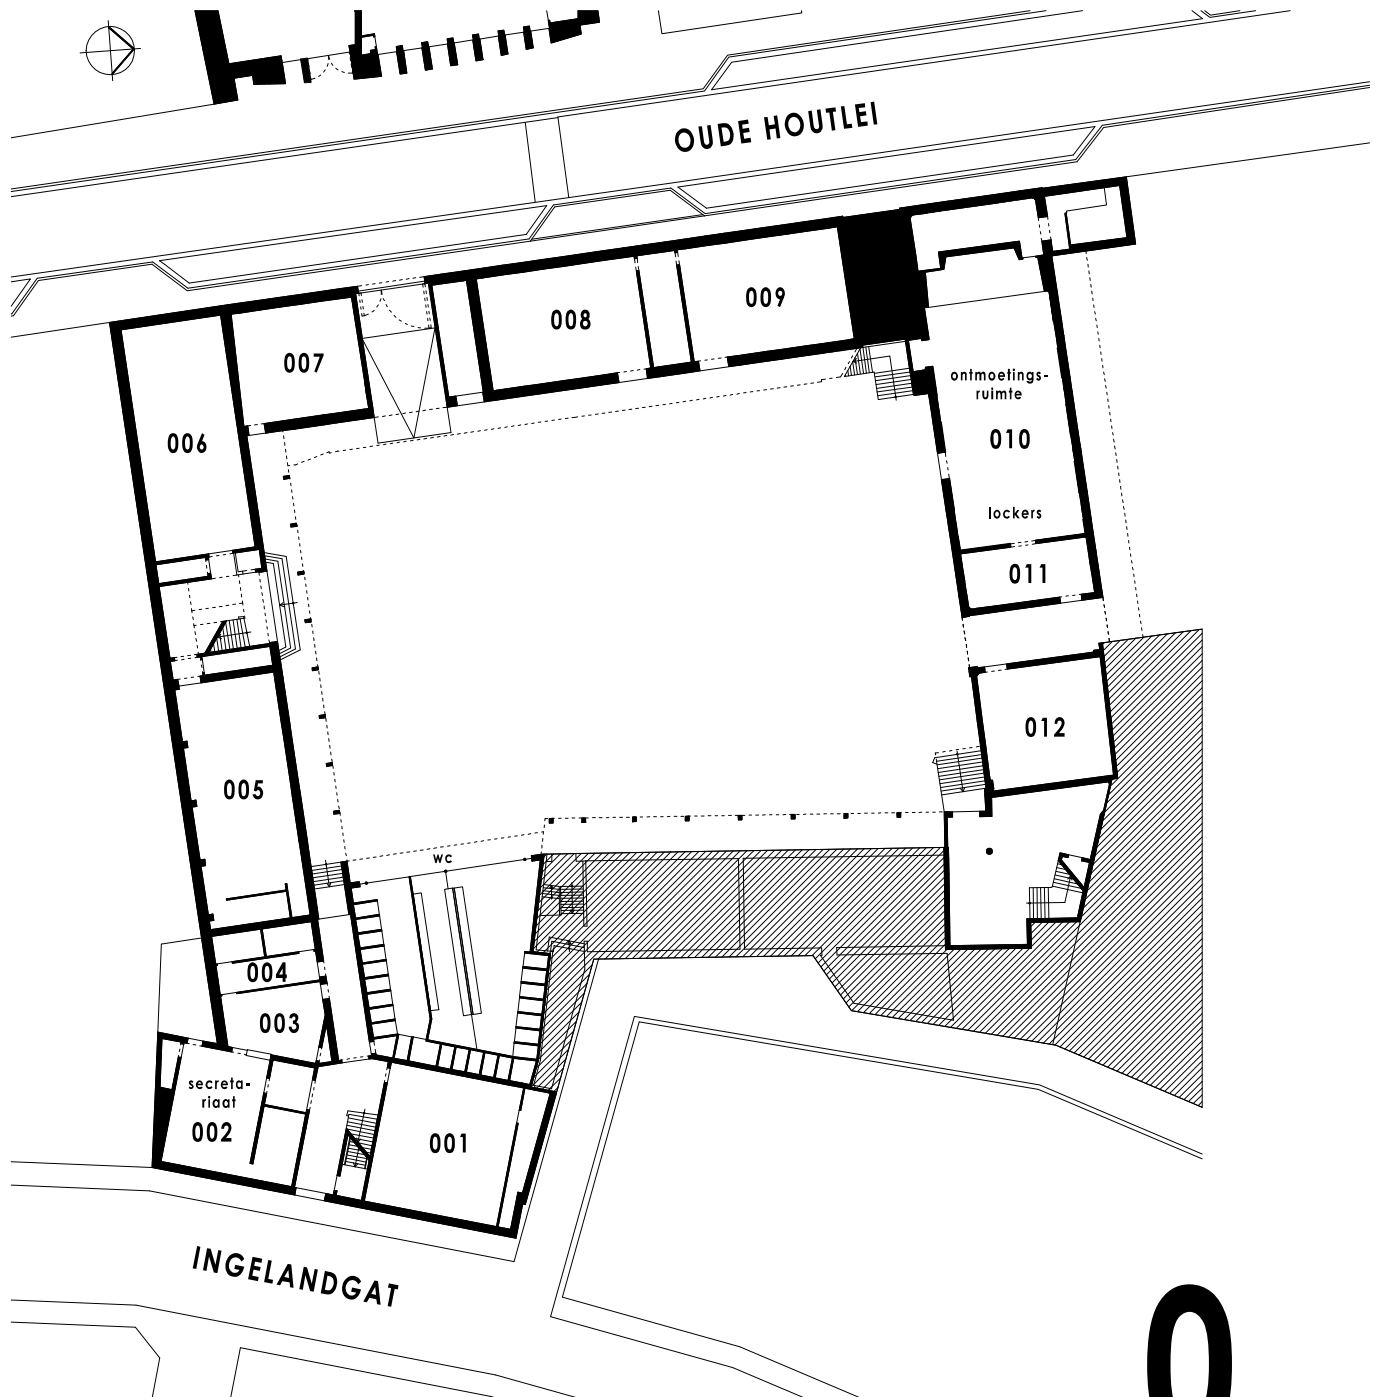 OUDE HOUTLEI
009
008
007
ontmoetings-
ruimte
010
006
lockers
011
012
005
wc
004
003
secreta-
riaat
002
001
INGELANDGAT
0